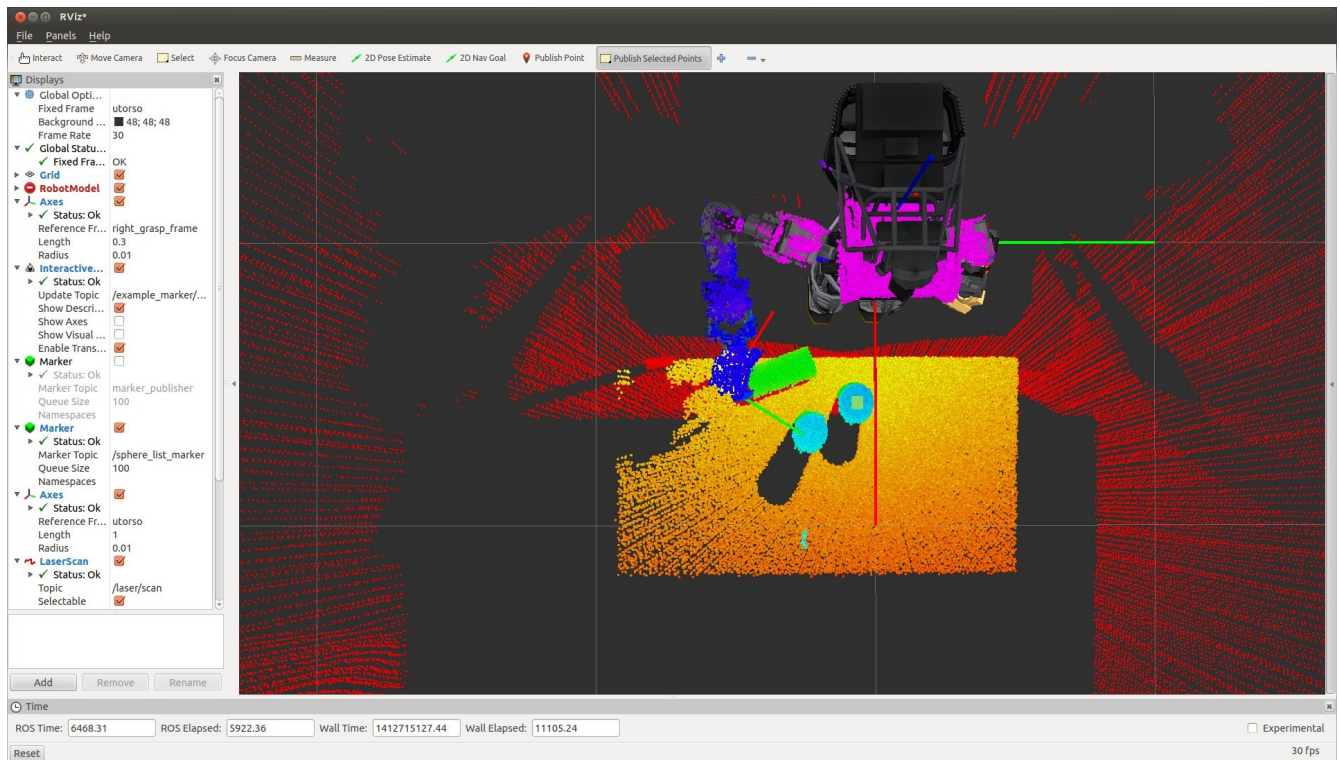 RViz*
File Panels Help
Interact Move Camera Select Focus Camera Measure 2D Pose Estimate 2D Nav Goal Publish Point Publish Selected Points
Displays
Global Opti...
Fixed Frame utorso
Background ... 48; 48; 48
Frame Rate 30
Global Statu...
Fixed Fra... OK
Grid
RobotModel
Axes
Status: Ok
Reference Fr... right_grasp_frame
Length 0.3
Radius 0.01
Interactive...
Status: Ok
Update Topic /example_marker/...
Show Descri...
Show Axes
Show Visual ...
Enable Trans...
Marker
Status: Ok
Marker Topic marker_publisher
Queue Size 100
Namespaces
Marker
Status: Ok
Marker Topic /sphere_list_marker
Queue Size 100
Namespaces
Axes
Status: Ok
Reference Fr... utorso
Length 1
Radius 0.01
LaserScan
Status: Ok
Topic /laser/scan
Selectable
Add Remove Rename
Time
ROS Time: 6468.31 ROS Elapsed: 5922.36 Wall Time: 1412715127.44 Wall Elapsed: 11105.24 Experimental
Reset 30 fps